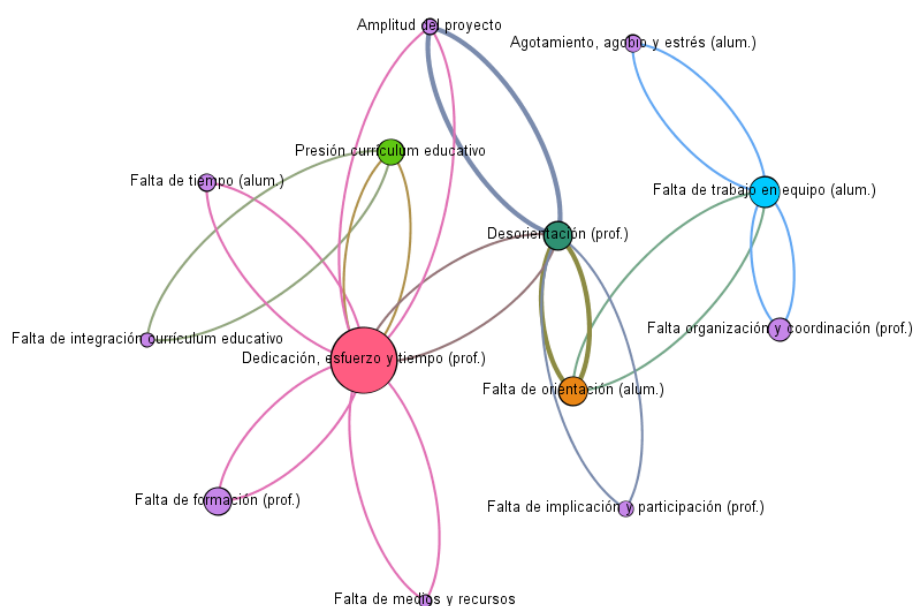 Amplitud del proyecto
Agotamiento, agobio y estrés (alum.)
Presión currículum educativo
Falta de tiempo (alum.)
Falta de trabajo en equipo (alum.)
Desorientación (prof.)
Falta organización y coordinación (prof.)
Falta de integración currículum educativo
Dedicación, esfuerzo y tiempo (prof.)
Falta de orientación (alum.)
Falta de formación (prof.)
Falta de implicación y participación (prof.)
Falta de medios y recursos